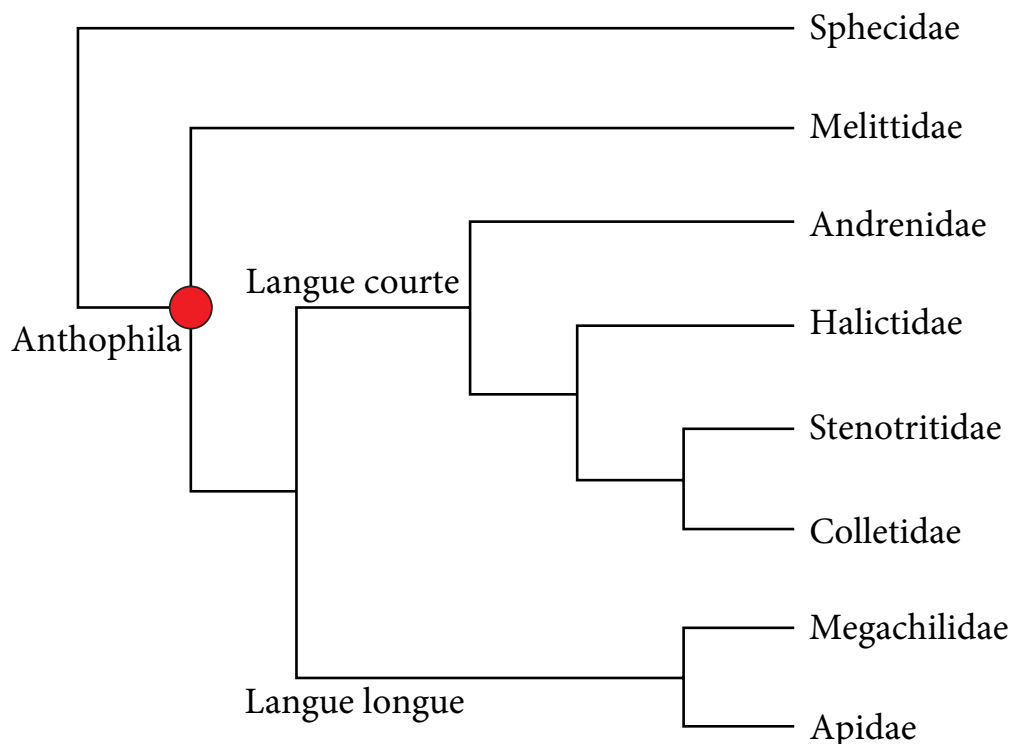 Sphecidae
Melittidae
Andrenidae
Langue courte
Halictidae
Anthophila
Stenotritidae
Colletidae
Megachilidae
Langue longue
Apidae